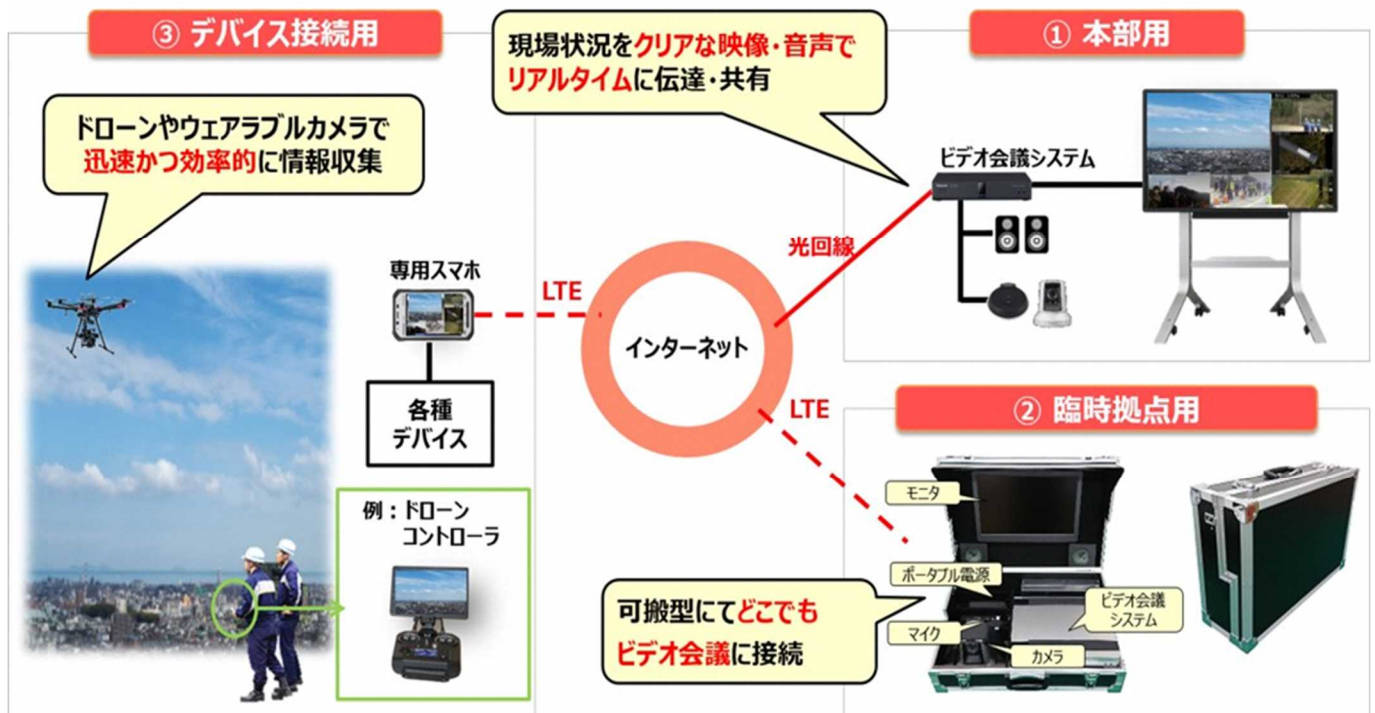 ③ デバイス接続用
ドローンやウェアラブルカメラで
迅速かつ効率的に情報収集
専用スマホ
LTE
各種
デバイス
例：ドローン
コントローラ
現場状況をクリアな映像・音声で
リアルタイムに伝達・共有
インターネット
光回線
LTE
① 本部用
ビデオ会議システム
② 臨時拠点用
モニタ
ポータブル電源
マイク
カメラ
ビデオ会議
システム
可搬型にてどこでも
ビデオ会議に接続